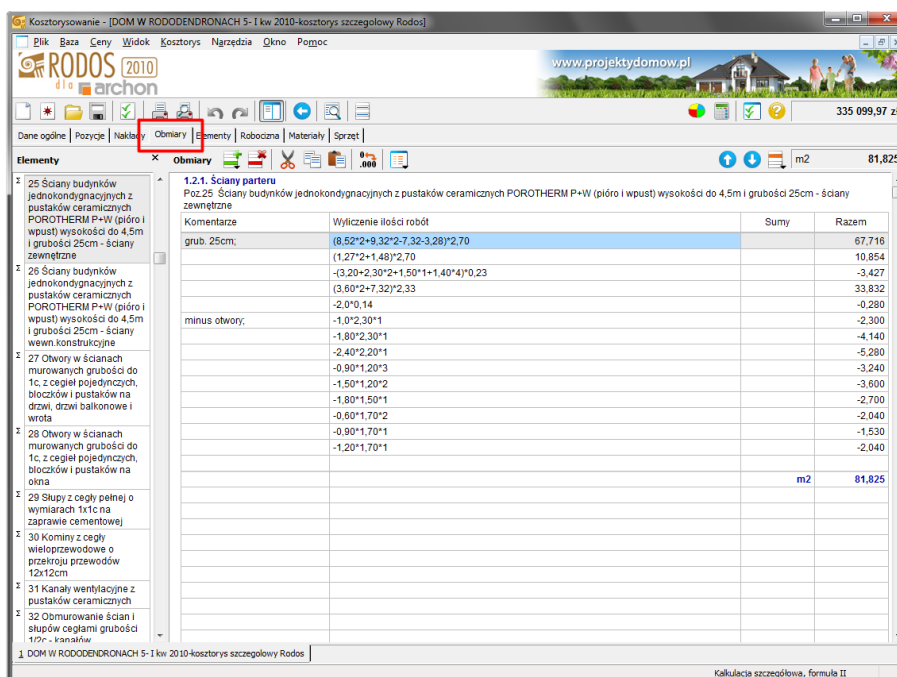 Kosztorysowanie - [DOM W RODODENDRONACH 5- I kw 2010-kosztorys szczegolowy Rodos]
Plik Baza Ceny Widok Kosztorys Narzędzia Okno Pomoc
RODOS 2010
dla archon
www.projektydomow.pl
335 099,97 zł
Dane ogólne Pozycje Nakłady Obmiary Elementy Robocizna Materiały Sprzęt
Elementy × Obmiary .000 m2 81,825
Σ 25 Ściany budynków
jednokondygnacyjnych z
pustaków ceramicznych
POROTHERM P+W (pióro i
wpust) wysokości do 4,5m
i grubości 25cm - ściany
zewnętrzne
Σ 26 Ściany budynków
jednokondygnacyjnych z
pustaków ceramicznych
POROTHERM P+W (pióro i
wpust) wysokości do 4,5m
i grubości 25cm - ściany
wewn.konstrukcyjne
Σ 27 Otwory w ścianach
murowanych grubości do
1c, z cegieł pojedynczych,
bloczków i pustaków na
drzwi, drzwi balkonowe i
wrota
Σ 28 Otwory w ścianach
murowanych grubości do
1c, z cegieł pojedynczych,
bloczków i pustaków na
okna
Σ 29 Słupy z cegły pełnej o
wymiarach 1x1c na
zaprawie cementowej
Σ 30 Kominy z cegły
wieloprzewodowe o
przekroju przewodów
12x12cm
Σ 31 Kanały wentylacyjne z
pustaków ceramicznych
Σ 32 Obmurowanie ścian i
słupów cegłami grubości
1/2c - kanałów
1.2.1. Ściany parteru
Poz.25 Ściany budynków jednokondygnacyjnych z pustaków ceramicznych POROTHERM P+W (pióro i wpust) wysokości do 4,5m i grubości 25cm - ściany
zewnętrzne
Komentarze Wyliczenie ilości robót Sumy Razem
grub. 25cm; (8,52*2+9,32*2-7,32-3,28)*2,70 67,716
(1,27*2+1,48)*2,70 10,854
-(3,20+2,30*2+1,50*1+1,40*4)*0,23 -3,427
(3,60*2+7,32)*2,33 33,832
-2,0*0,14 -0,280
minus otwory; -1,0*2,30*1 -2,300
-1,80*2,30*1 -4,140
-2,40*2,20*1 -5,280
-0,90*1,20*3 -3,240
-1,50*1,20*2 -3,600
-1,80*1,50*1 -2,700
-0,60*1,70*2 -2,040
-0,90*1,70*1 -1,530
-1,20*1,70*1 -2,040
m2 81,825
1 DOM W RODODENDRONACH 5- I kw 2010-kosztorys szczegolowy Rodos
Kalkulacja szczegółowa, formuła II